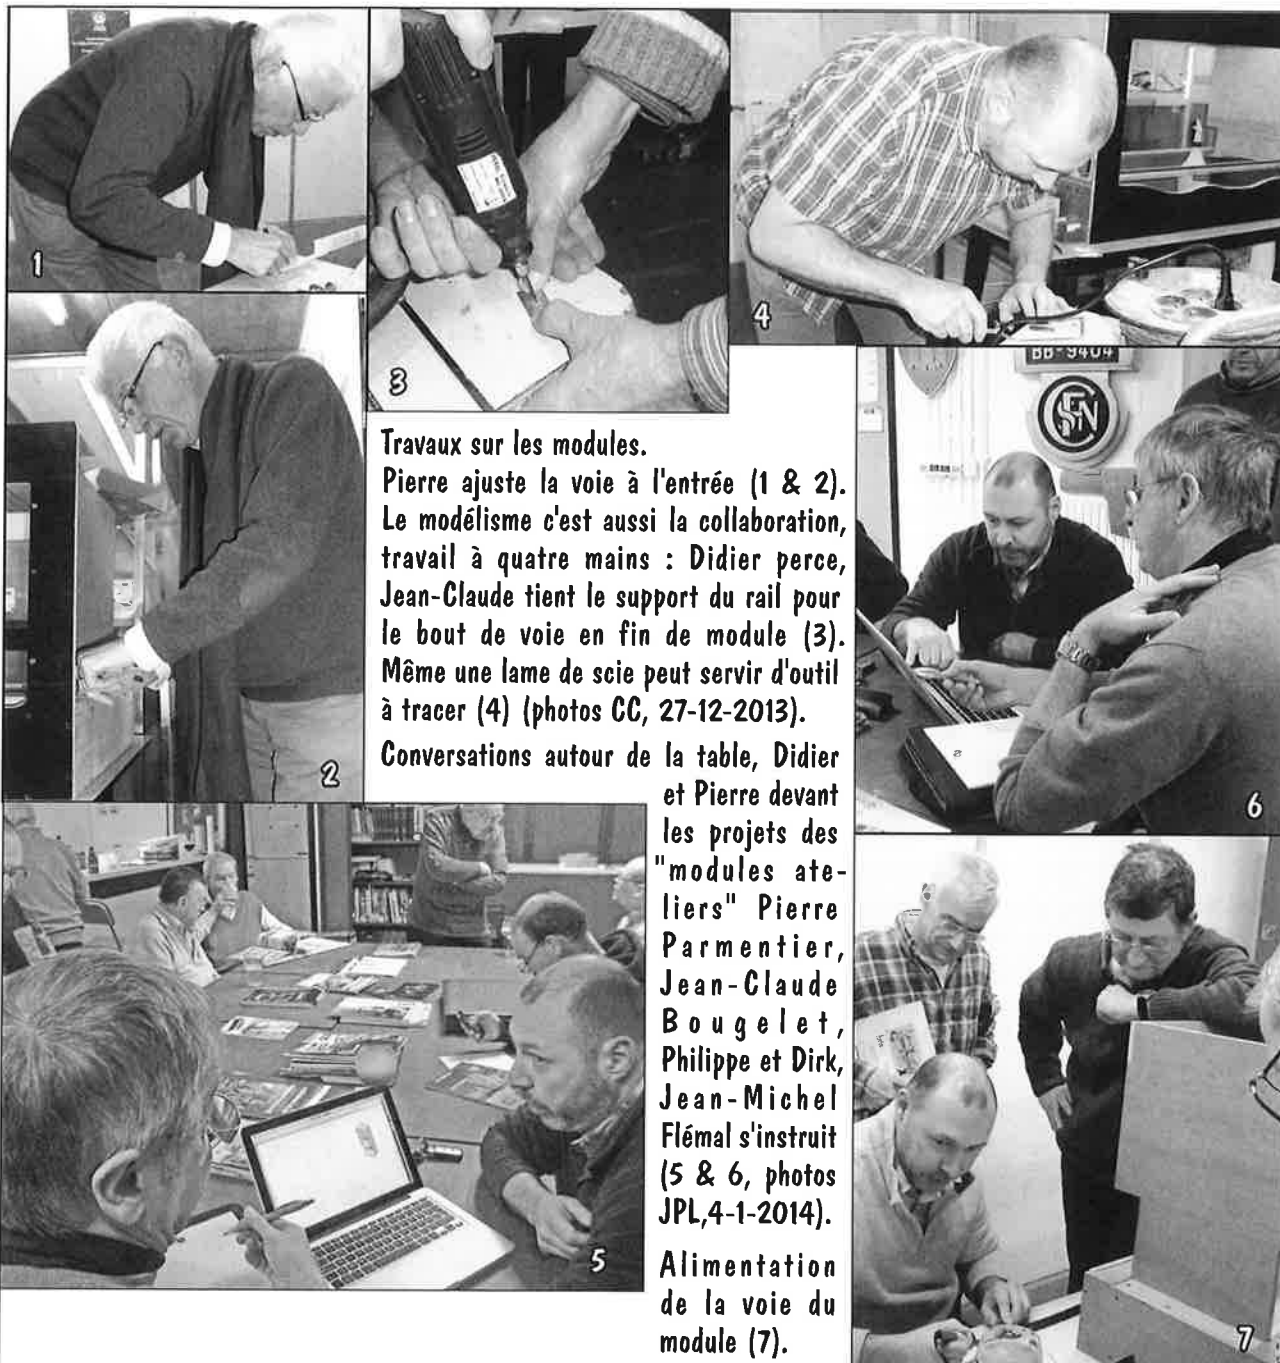 1
2
3
4
BB-9404
SNCF
6
Travaux sur les modules.
Pierre ajuste la voie à l'entrée (1 & 2).
Le modélisme c'est aussi la collaboration,
travail à quatre mains : Didier perce,
Jean-Claude tient le support du rail pour
le bout de voie en fin de module (3).
Même une lame de scie peut servir d'outil
à tracer (4) (photos CC, 27-12-2013).
Conversations autour de la table, Didier
et Pierre devant
les projets des
"modules ate-
liers" Pierre
Parmentier,
Jean-Claude
Bougelet,
Philippe et Dirk,
Jean-Michel
Flémal s'instruit
(5 & 6, photos
JPL,4-1-2014).
Alimentation
de la voie du
module (7).
5
7